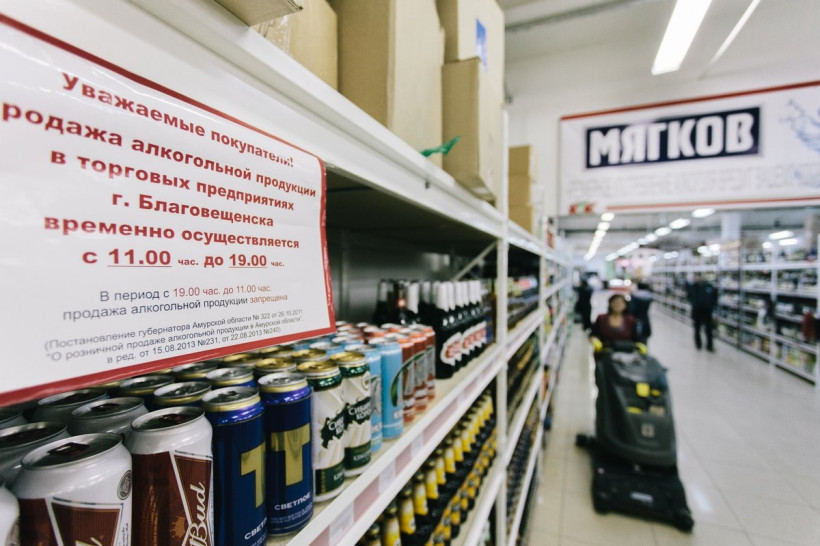 Уважаемые покупатели!
родажа алкогольной продукции
в торговых предприятиях
г. Благовещенска
временно осуществляется
с 11.00 час. до 19.00 час.
В период с 19.00 час. до 11.00 час.
продажа алкогольной продукции запрещена
(Постановление губернатора Амурской области № 322 от 26.10.2011
"О розничной продаже алкогольной продукции в Амурской области"
в ред. от 15.08.2013 №231, от 22.08.2013 №240)
МЯГКОВ
Bud
Т
СВЕТЛОЕ
Т
СВЕТЛОЕ